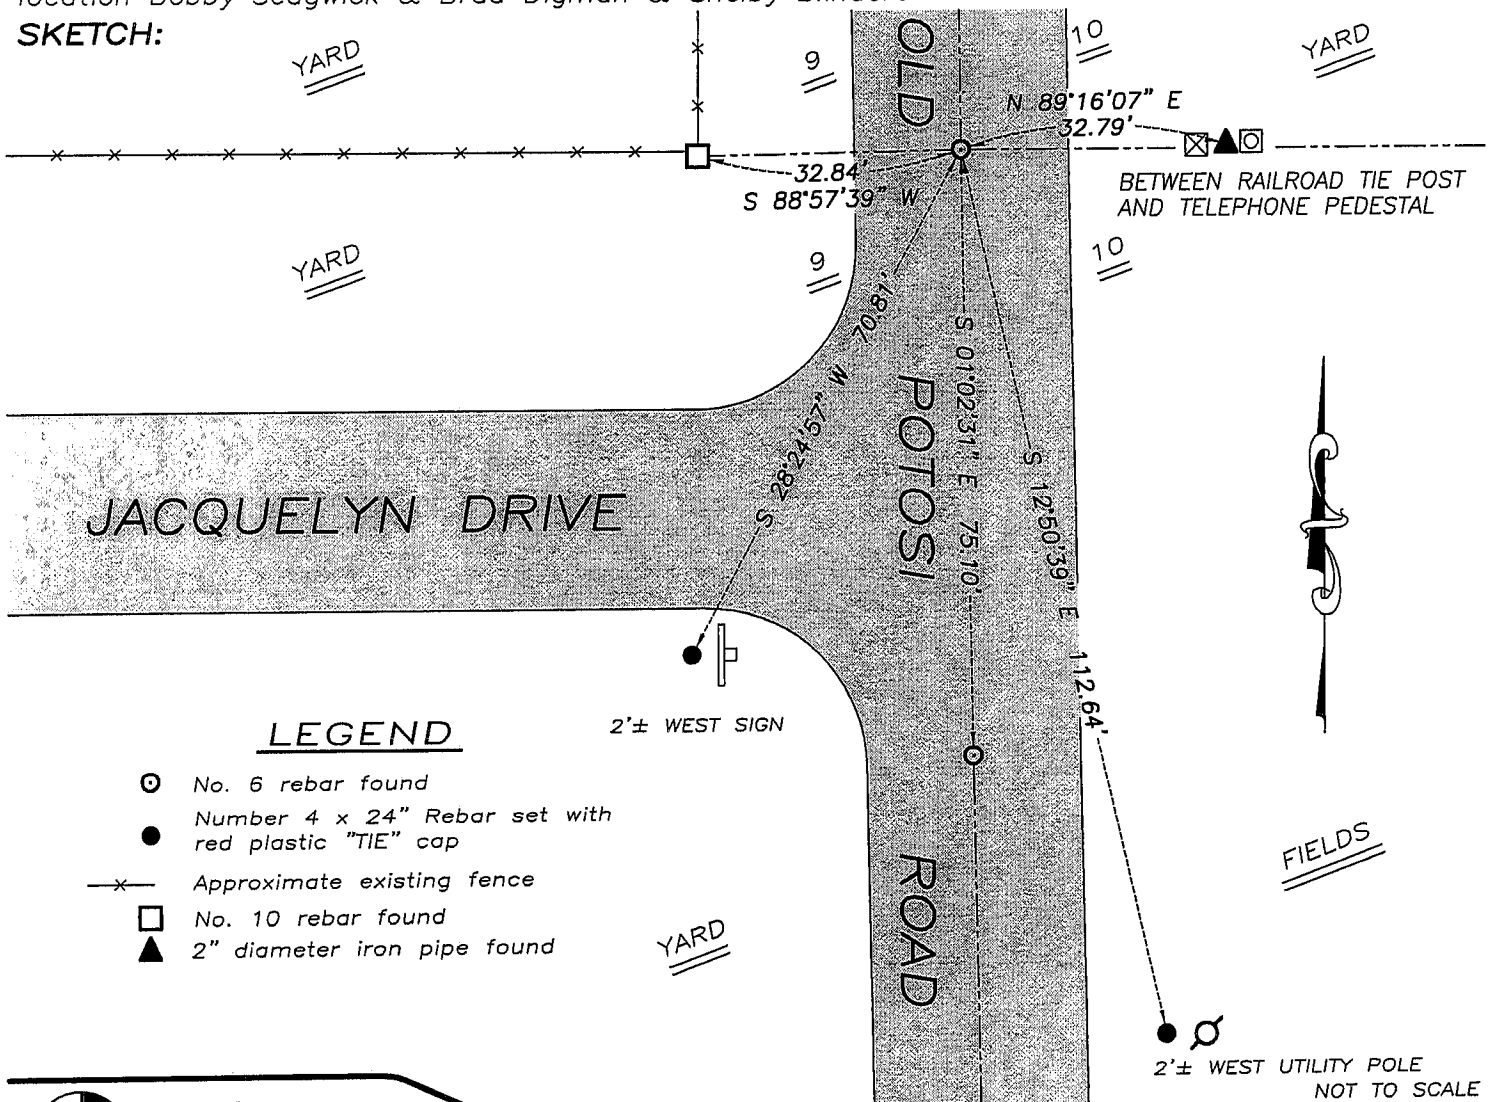 SKETCH:
YARD
9
OLD
10
YARD
N 89°16'07" E
32.79'
32.84'
S 88°57'39" W
BETWEEN RAILROAD TIE POST
AND TELEPHONE PEDESTAL
YARD
9
10
S 28°24'57" W 70.81'
S 01°02'31" E 75.10'
S 12°50'39" E 112.64'
POTOSI
JACQUELYN DRIVE
2'± WEST SIGN
LEGEND
No. 6 rebar found
Number 4 x 24" Rebar set with
red plastic "TIE" cap
Approximate existing fence
No. 10 rebar found
2" diameter iron pipe found
YARD
ROAD
FIELDS
2'± WEST UTILITY POLE
NOT TO SCALE